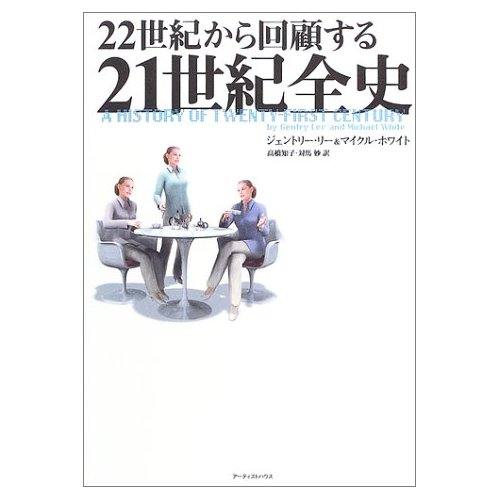 22世紀から回顧する
21世紀全史
A HISTORY OF TWENTY-FIRST CENTURY
by Gentry Lee and Michael White
ジェントリー・リー&マイクル・ホワイト
高橋知子・対馬 妙 訳
アーティストハウス